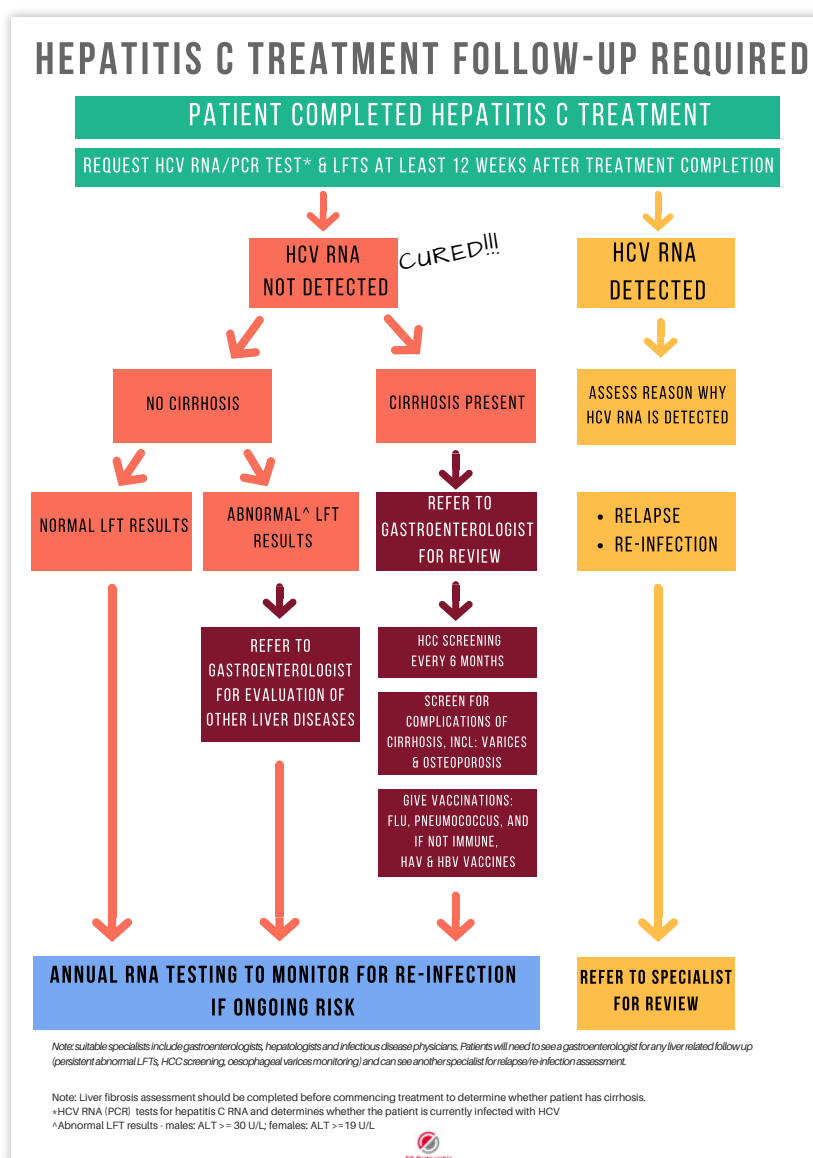 HEPATITIS C TREATMENT FOLLOW-UP REQUIRED
PATIENT COMPLETED HEPATITIS C TREATMENT
REQUEST HCV RNA/PCR TEST* & LFTS AT LEAST 12 WEEKS AFTER TREATMENT COMPLETION
HCV RNA
NOT DETECTED
CURED!!!
HCV RNA
DETECTED
NO CIRRHOSIS
CIRRHOSIS PRESENT
ASSESS REASON WHY
HCV RNA IS DETECTED
NORMAL LFT RESULTS
ABNORMAL^ LFT
RESULTS
REFER TO
GASTROENTEROLOGIST
FOR REVIEW
• RELAPSE
• RE-INFECTION
REFER TO
GASTROENTEROLOGIST
FOR EVALUATION OF
OTHER LIVER DISEASES
HCC SCREENING
EVERY 6 MONTHS
SCREEN FOR
COMPLICATIONS OF
CIRRHOSIS, INCL: VARICES
& OSTEOPOROSIS
GIVE VACCINATIONS:
FLU, PNEUMOCOCCUS, AND
IF NOT IMMUNE,
HAV & HBV VACCINES
ANNUAL RNA TESTING TO MONITOR FOR RE-INFECTION
IF ONGOING RISK
REFER TO SPECIALIST
FOR REVIEW
Note: suitable specialists include gastroenterologists, hepatologists and infectious disease physicians. Patients will need to see a gastroenterologist for any liver related follow up
(persistent abnormal LFTs, HCC screening, oesophageal varices monitoring) and can see another specialist for relapse/re-infection assessment.
Note: Liver fibrosis assessment should be completed before commencing treatment to determine whether patient has cirrhosis.
*HCV RNA (PCR) tests for hepatitis C RNA and determines whether the patient is currently infected with HCV
^Abnormal LFT results - males: ALT >= 30 U/L; females: ALT >=19 U/L